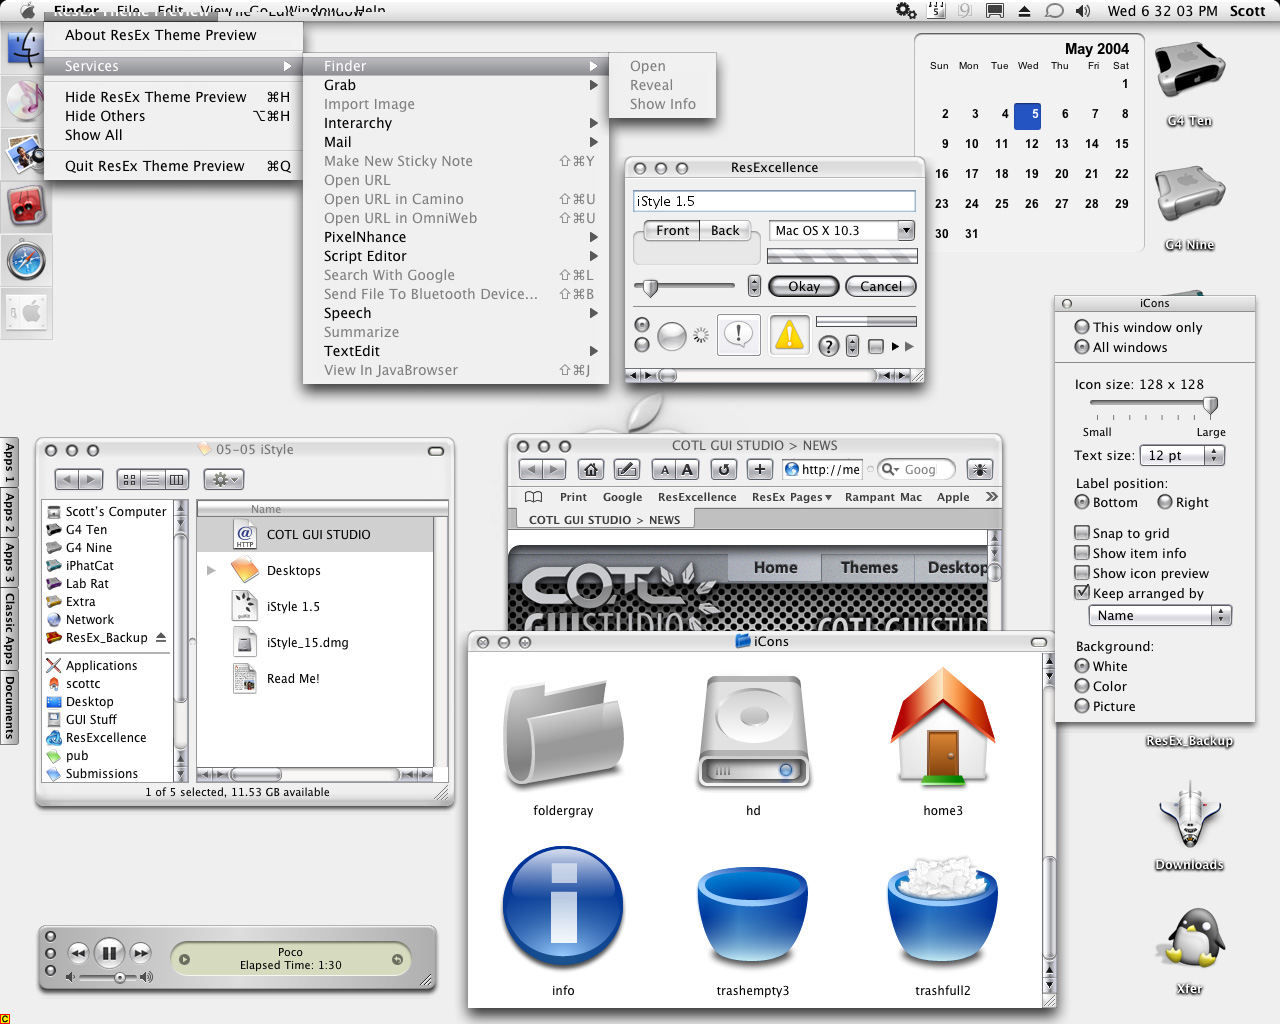 Finder File Edit View Go Window Help
ResEx Theme Preview File Edit Window
Wed 6 32 03 PM Scott
About ResEx Theme Preview
Services
Hide ResEx Theme Preview ⌘H
Hide Others ⌥⌘H
Show All
Quit ResEx Theme Preview ⌘Q
Finder
Grab
Import Image
Interarchy
Mail
Make New Sticky Note ⇧⌘Y
Open URL
Open URL in Camino ⇧⌘U
Open URL in OmniWeb ⇧⌘U
PixelNhance
Script Editor
Search With Google ⇧⌘L
Send File To Bluetooth Device... ⇧⌘B
Speech
Summarize
TextEdit
View In JavaBrowser ⇧⌘J
Open
Reveal
Show Info
May 2004
Sun Mon Tue Wed Thu Fri Sat
1
2 3 4 5 6 7 8
9 10 11 12 13 14 15
16 17 18 19 20 21 22
23 24 25 26 27 28 29
30 31
G4 Ten
G4 Nine
ResExcellence
iStyle 1.5
Front Back
Mac OS X 10.3
Okay Cancel
iCons
This window only
All windows
Icon size: 128 x 128
Small Large
Text size: 12 pt
Label position:
Bottom Right
Snap to grid
Show item info
Show icon preview
Keep arranged by
Name
Background:
White
Color
Picture
Apps 1
Apps 2
Apps 3
Classic Apps
Documents
05-05 iStyle
Scott's Computer
G4 Ten
G4 Nine
iPhatCat
Lab Rat
Extra
Network
ResEx_Backup
Applications
scottc
Desktop
GUI Stuff
ResExcellence
pub
Submissions
Name
COTL GUI STUDIO
HTTP
Desktops
iStyle 1.5
iStyle_15.dmg
Read Me!
1 of 5 selected, 11.53 GB available
COTL GUI STUDIO > NEWS
A A http://me Goog
Print Google ResExcellence ResEx Pages▾ Rampant Mac Apple
COTL GUI STUDIO > NEWS
Home Themes Desktop
COTL
GUISTUDIO
COTLGUISTUDIO
iCons
foldergray
hd
home3
info
trashempty3
trashfull2
ResEx_Backup
Downloads
Xfer
Poco
Elapsed Time: 1:30
C